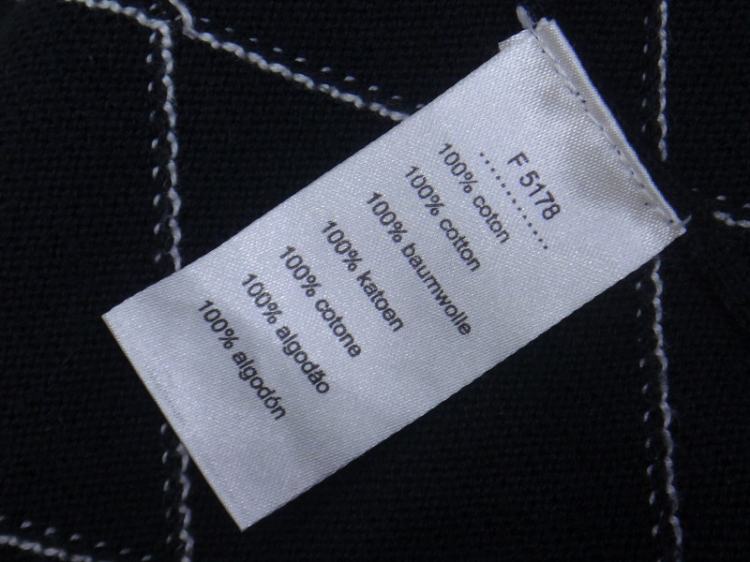 F 5178
.............
100% coton
100% cotton
100% baumwolle
100% katoen
100% cotone
100% algodão
100% algodón